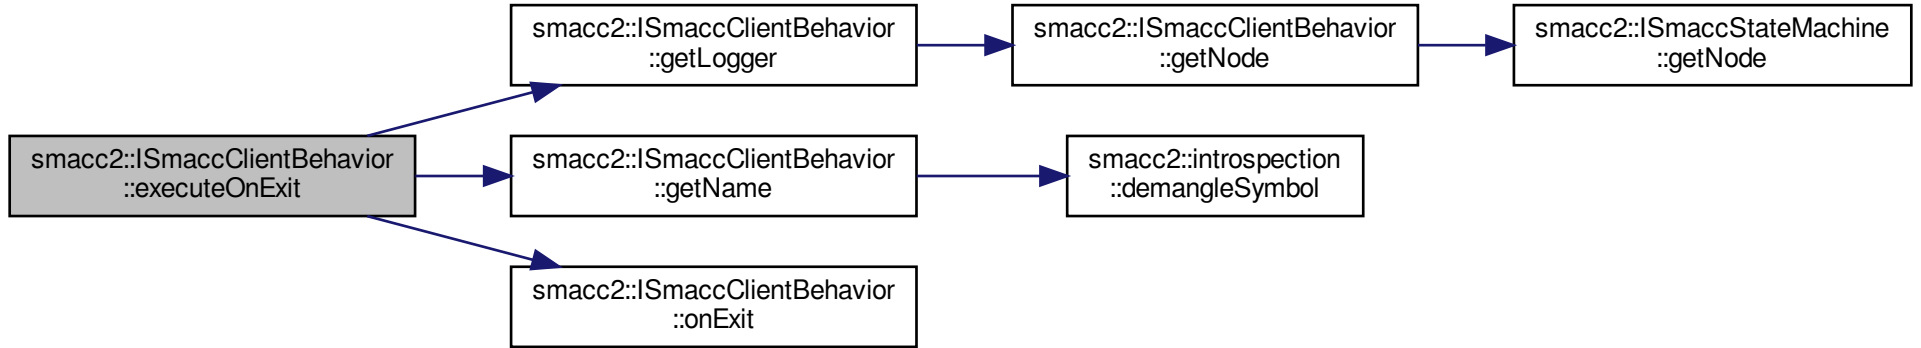 smacc2::ISmaccClientBehavior
::executeOnExit
smacc2::ISmaccClientBehavior
::getLogger
smacc2::ISmaccClientBehavior
::getNode
smacc2::ISmaccStateMachine
::getNode
smacc2::ISmaccClientBehavior
::getName
smacc2::introspection
::demangleSymbol
smacc2::ISmaccClientBehavior
::onExit